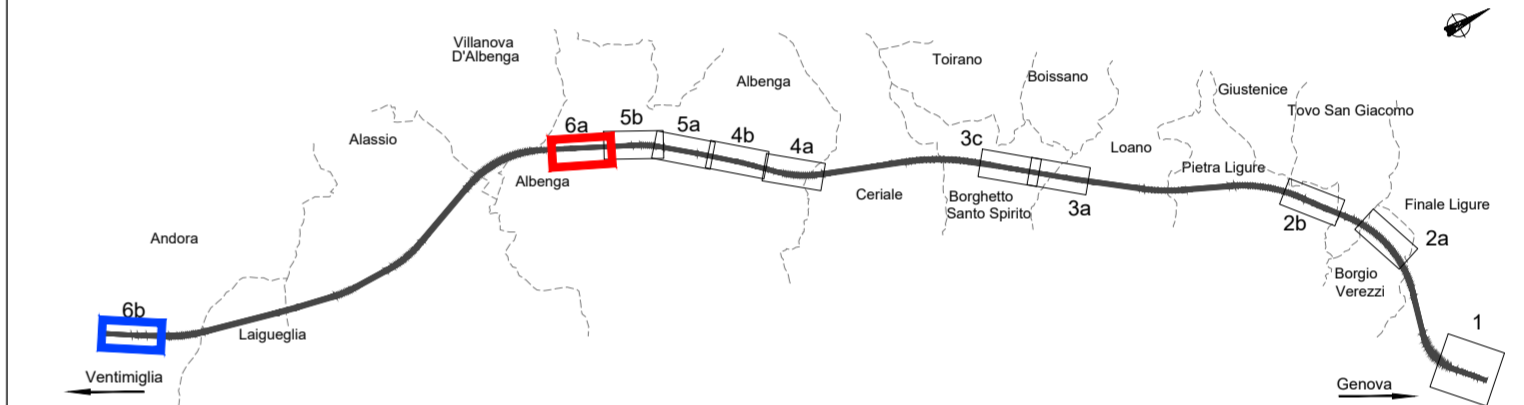 Villanova
D'Albenga
Toirano
Boissano
Albenga
Giustenice
Tovo San Giacomo
Alassio
6a
5b
5a
4b
4a
3c
Loano
Pietra Ligure
Albenga
Ceriale
Borghetto
Santo Spirito
3a
2b
Finale Ligure
2a
Andora
Borgio
Verezzi
6b
Laigueglia
1
Ventimiglia
Genova